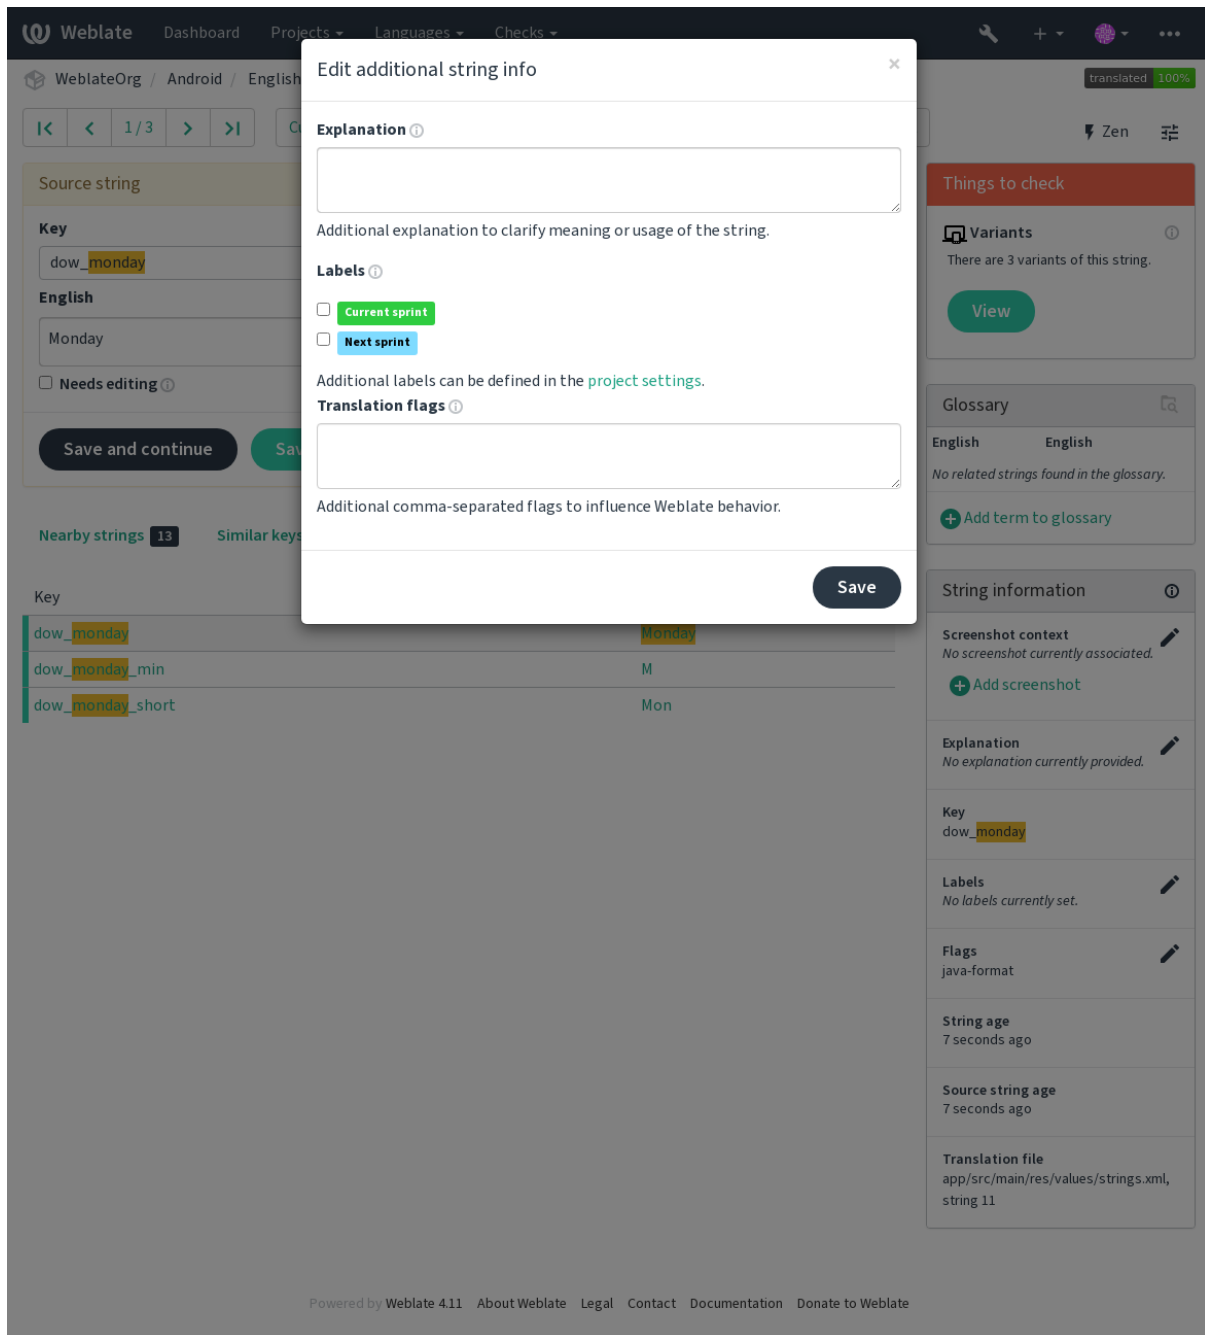 Weblate Dashboard Projects Languages Checks
WeblateOrg / Android / English
translated 100%
1 / 3
Zen
Edit additional string info
×
Explanation
Additional explanation to clarify meaning or usage of the string.
Labels
Current sprint
Next sprint
Additional labels can be defined in the project settings.
Translation flags
Additional comma-separated flags to influence Weblate behavior.
Save
Source string
Key
dow_monday
English
Monday
Needs editing
Save and continue
Nearby strings 13 Similar keys
Key
dow_monday Monday
dow_monday_min M
dow_monday_short Mon
Things to check
Variants
There are 3 variants of this string.
View
Glossary
English English
No related strings found in the glossary.
Add term to glossary
String information
Screenshot context
No screenshot currently associated.
Add screenshot
Explanation
No explanation currently provided.
Key
dow_monday
Labels
No labels currently set.
Flags
java-format
String age
7 seconds ago
Source string age
7 seconds ago
Translation file
app/src/main/res/values/strings.xml,
string 11
Powered by Weblate 4.11 About Weblate Legal Contact Documentation Donate to Weblate